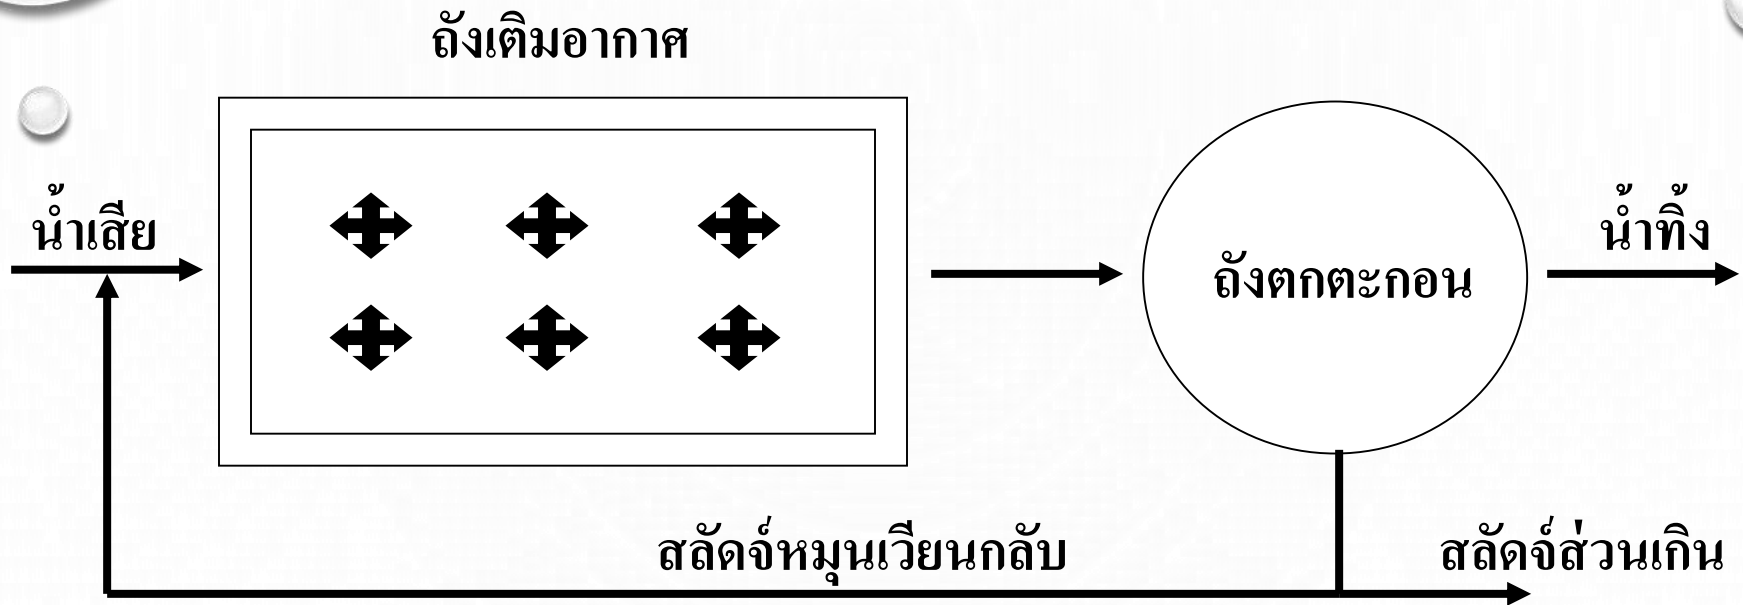 ถังเติมอากาศ
น้ำเสีย
น้ำทิ้ง
ถังตกตะกอน
สลัดจ์หมุนเวียนกลับ
สลัดจ์ส่วนเกิน